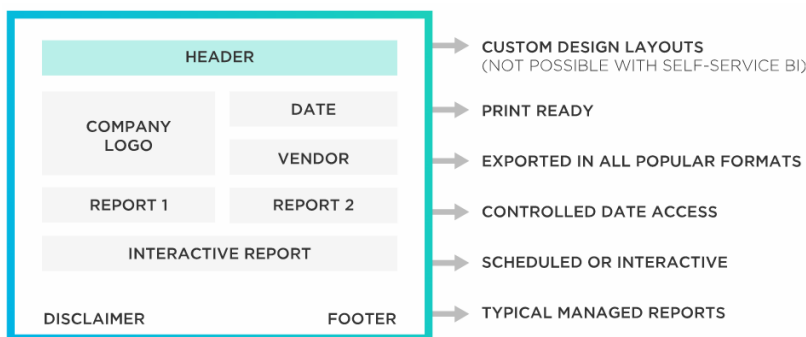 HEADER
COMPANY
LOGO
DATE
VENDOR
REPORT 1
REPORT 2
INTERACTIVE REPORT
DISCLAIMER
FOOTER
CUSTOM DESIGN LAYOUTS
(NOT POSSIBLE WITH SELF-SERVICE BI)
PRINT READY
EXPORTED IN ALL POPULAR FORMATS
CONTROLLED DATE ACCESS
SCHEDULED OR INTERACTIVE
TYPICAL MANAGED REPORTS